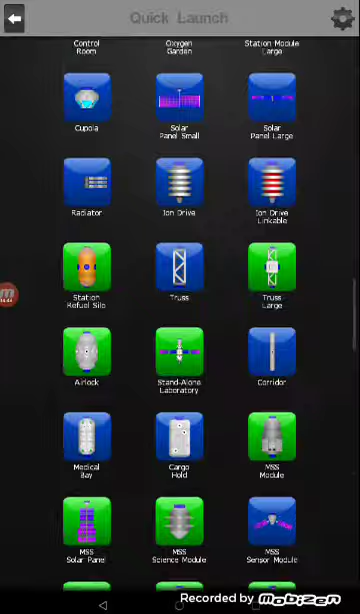 Quick Launch
Control
Room
Oxygen
Garden
Station Module
Large
Cupola
Solar
Panel Small
Solar
Panel Large
Radiator
Ion Drive
Ion Drive
Linkable
Station
Refuel Silo
Truss
Truss
Large
Airlock
Stand-Alone
Laboratory
Corridor
Medical
Bay
Cargo
Hold
MSS
Module
MSS
Solar Panel
MSS
Science Module
MSS
Sensor Module
Recorded by mobizen